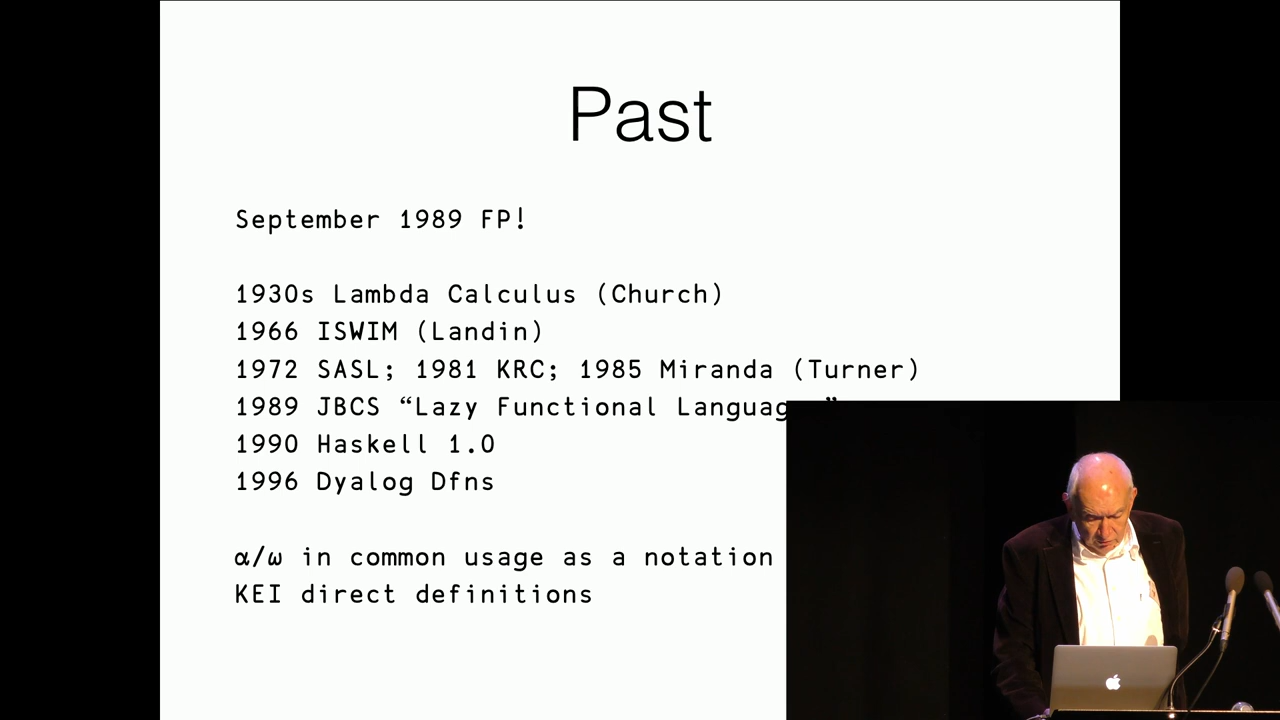 Past
September 1989 FP!
1930s Lambda Calculus (Church)
1966 ISWIM (Landin)
1972 SASL; 1981 KRC; 1985 Miranda (Turner)
1989 JBCS “Lazy Functional
1990 Haskell 1.0
1996 Dyalog Dfns
⍺/⍵ in common usage as a notation
KEI direct definitions